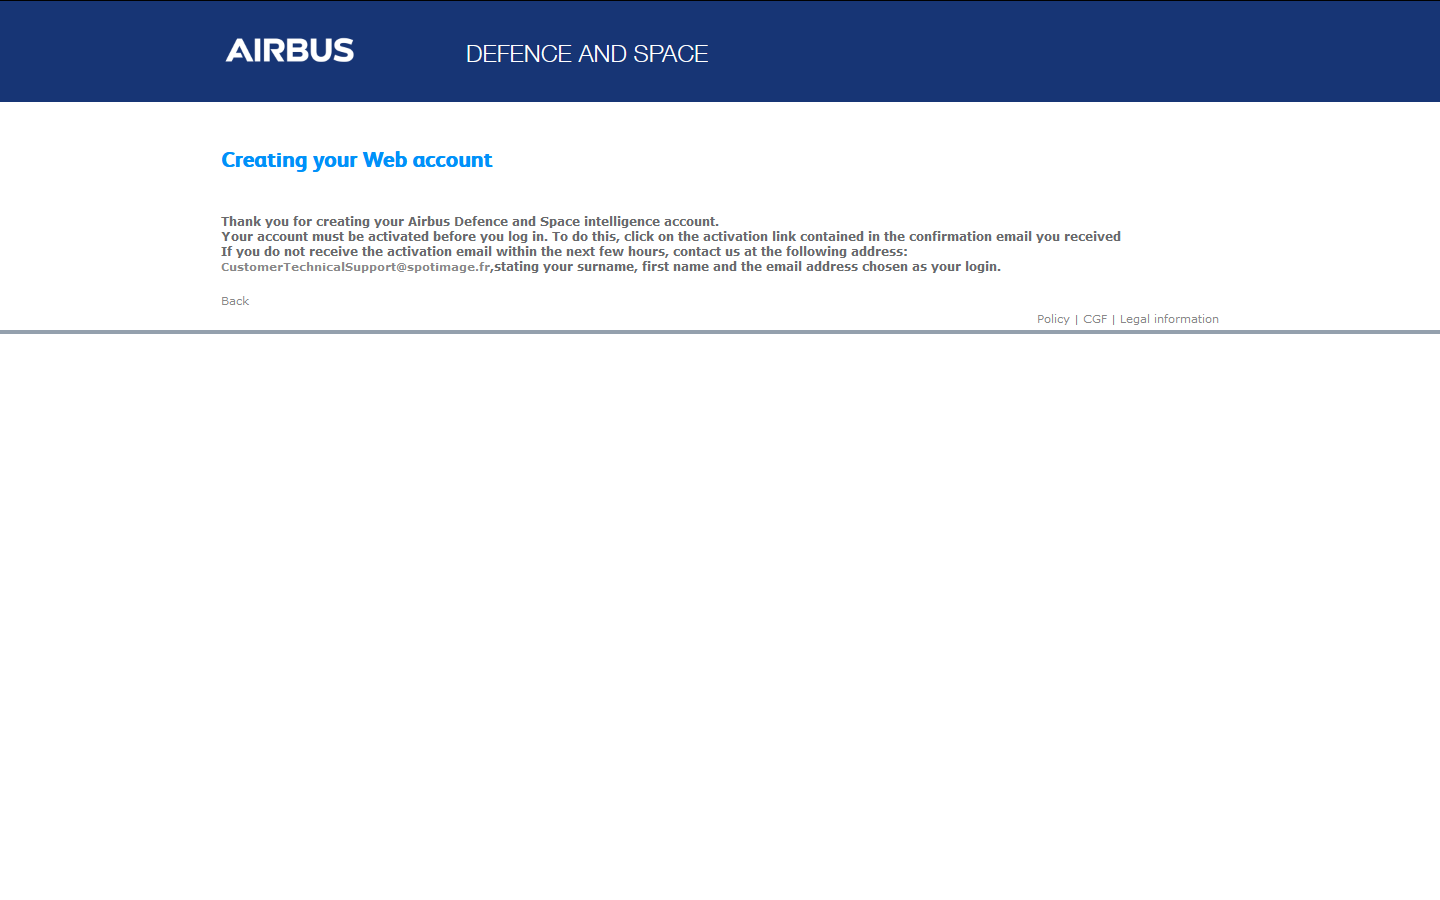 AIRBUS
DEFENCE AND SPACE
Creating your Web account
Thank you for creating your Airbus Defence and Space intelligence account.
Your account must be activated before you log in. To do this, click on the activation link contained in the confirmation email you received
If you do not receive the activation email within the next few hours, contact us at the following address:
CustomerTechnicalSupport@spotimage.fr,stating your surname, first name and the email address chosen as your login.
Back
Policy | CGF | Legal information